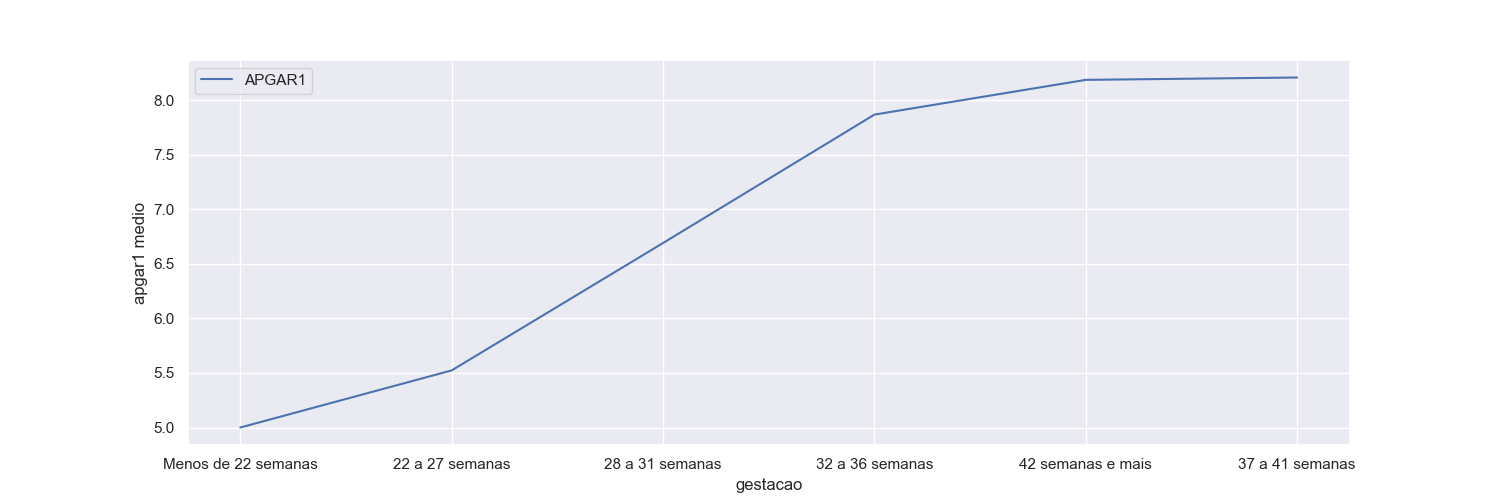 APGAR1
8.0
7.5
7.0
6.5
6.0
5.5
5.0
apgar1 medio
Menos de 22 semanas
22 a 27 semanas
28 a 31 semanas
32 a 36 semanas
42 semanas e mais
37 a 41 semanas
gestacao